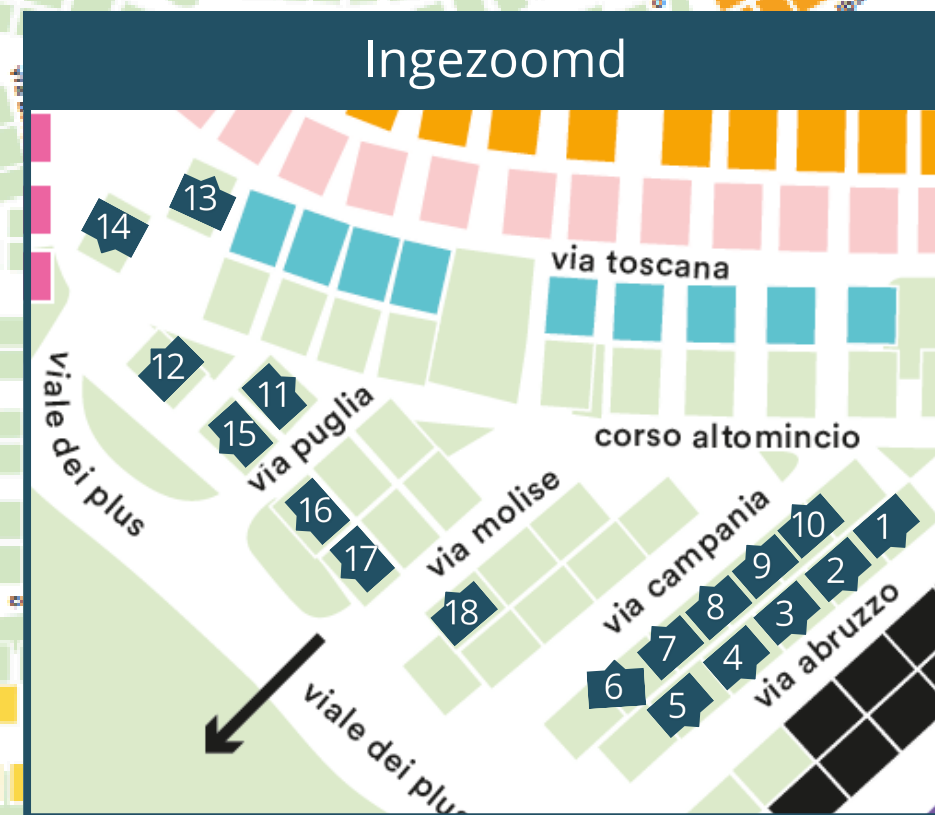 Ingezoomd
13
14
via toscana
12
11
viale dei plus
15
via puglia
corso altomincio
16
17
via molise
18
via campania
10
1
9
2
8
3
7
4
6
5
via abruzzo
viale dei plus